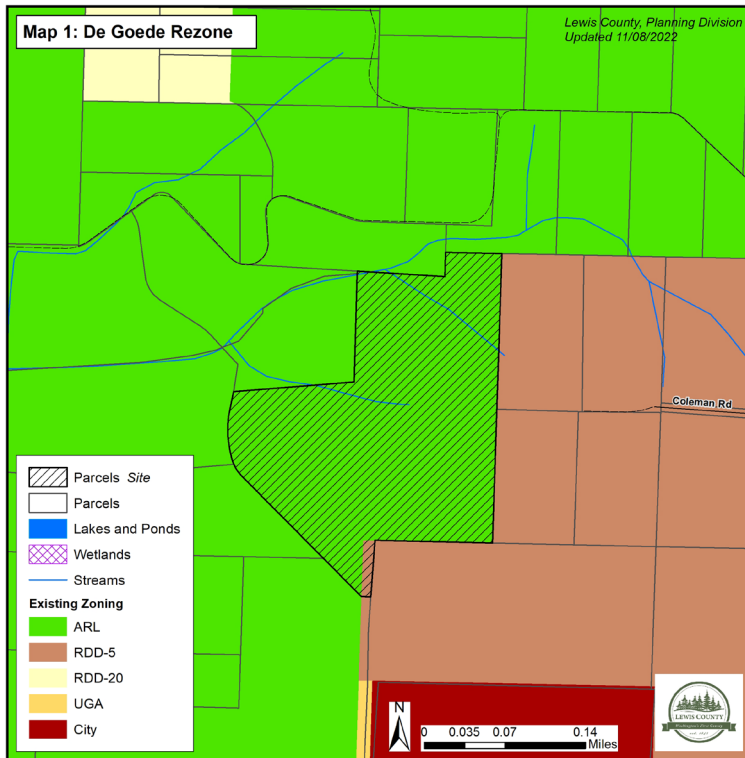 Map 1: De Goede Rezone
Lewis County, Planning Division
Updated 11/08/2022
Coleman Rd
Parcels Site
Parcels
Lakes and Ponds
Wetlands
Streams
Existing Zoning
ARL
RDD-5
RDD-20
UGA
City
N
0 0.035 0.07 0.14
Miles
LEWIS COUNTY